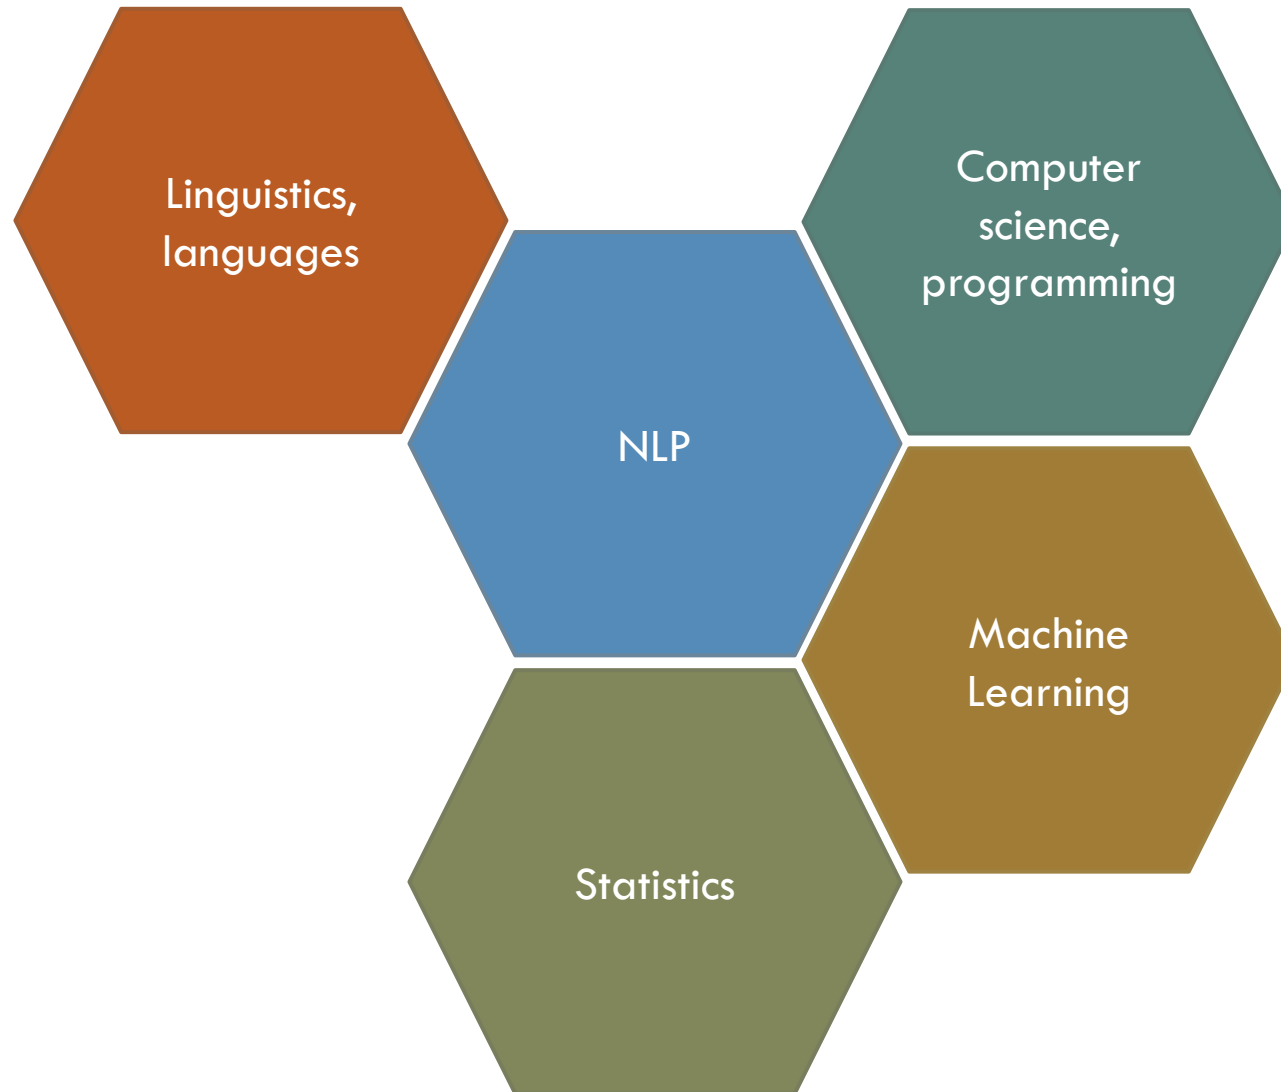 Linguistics,
languages
Computer
science,
programming
NLP
Machine
Learning
Statistics